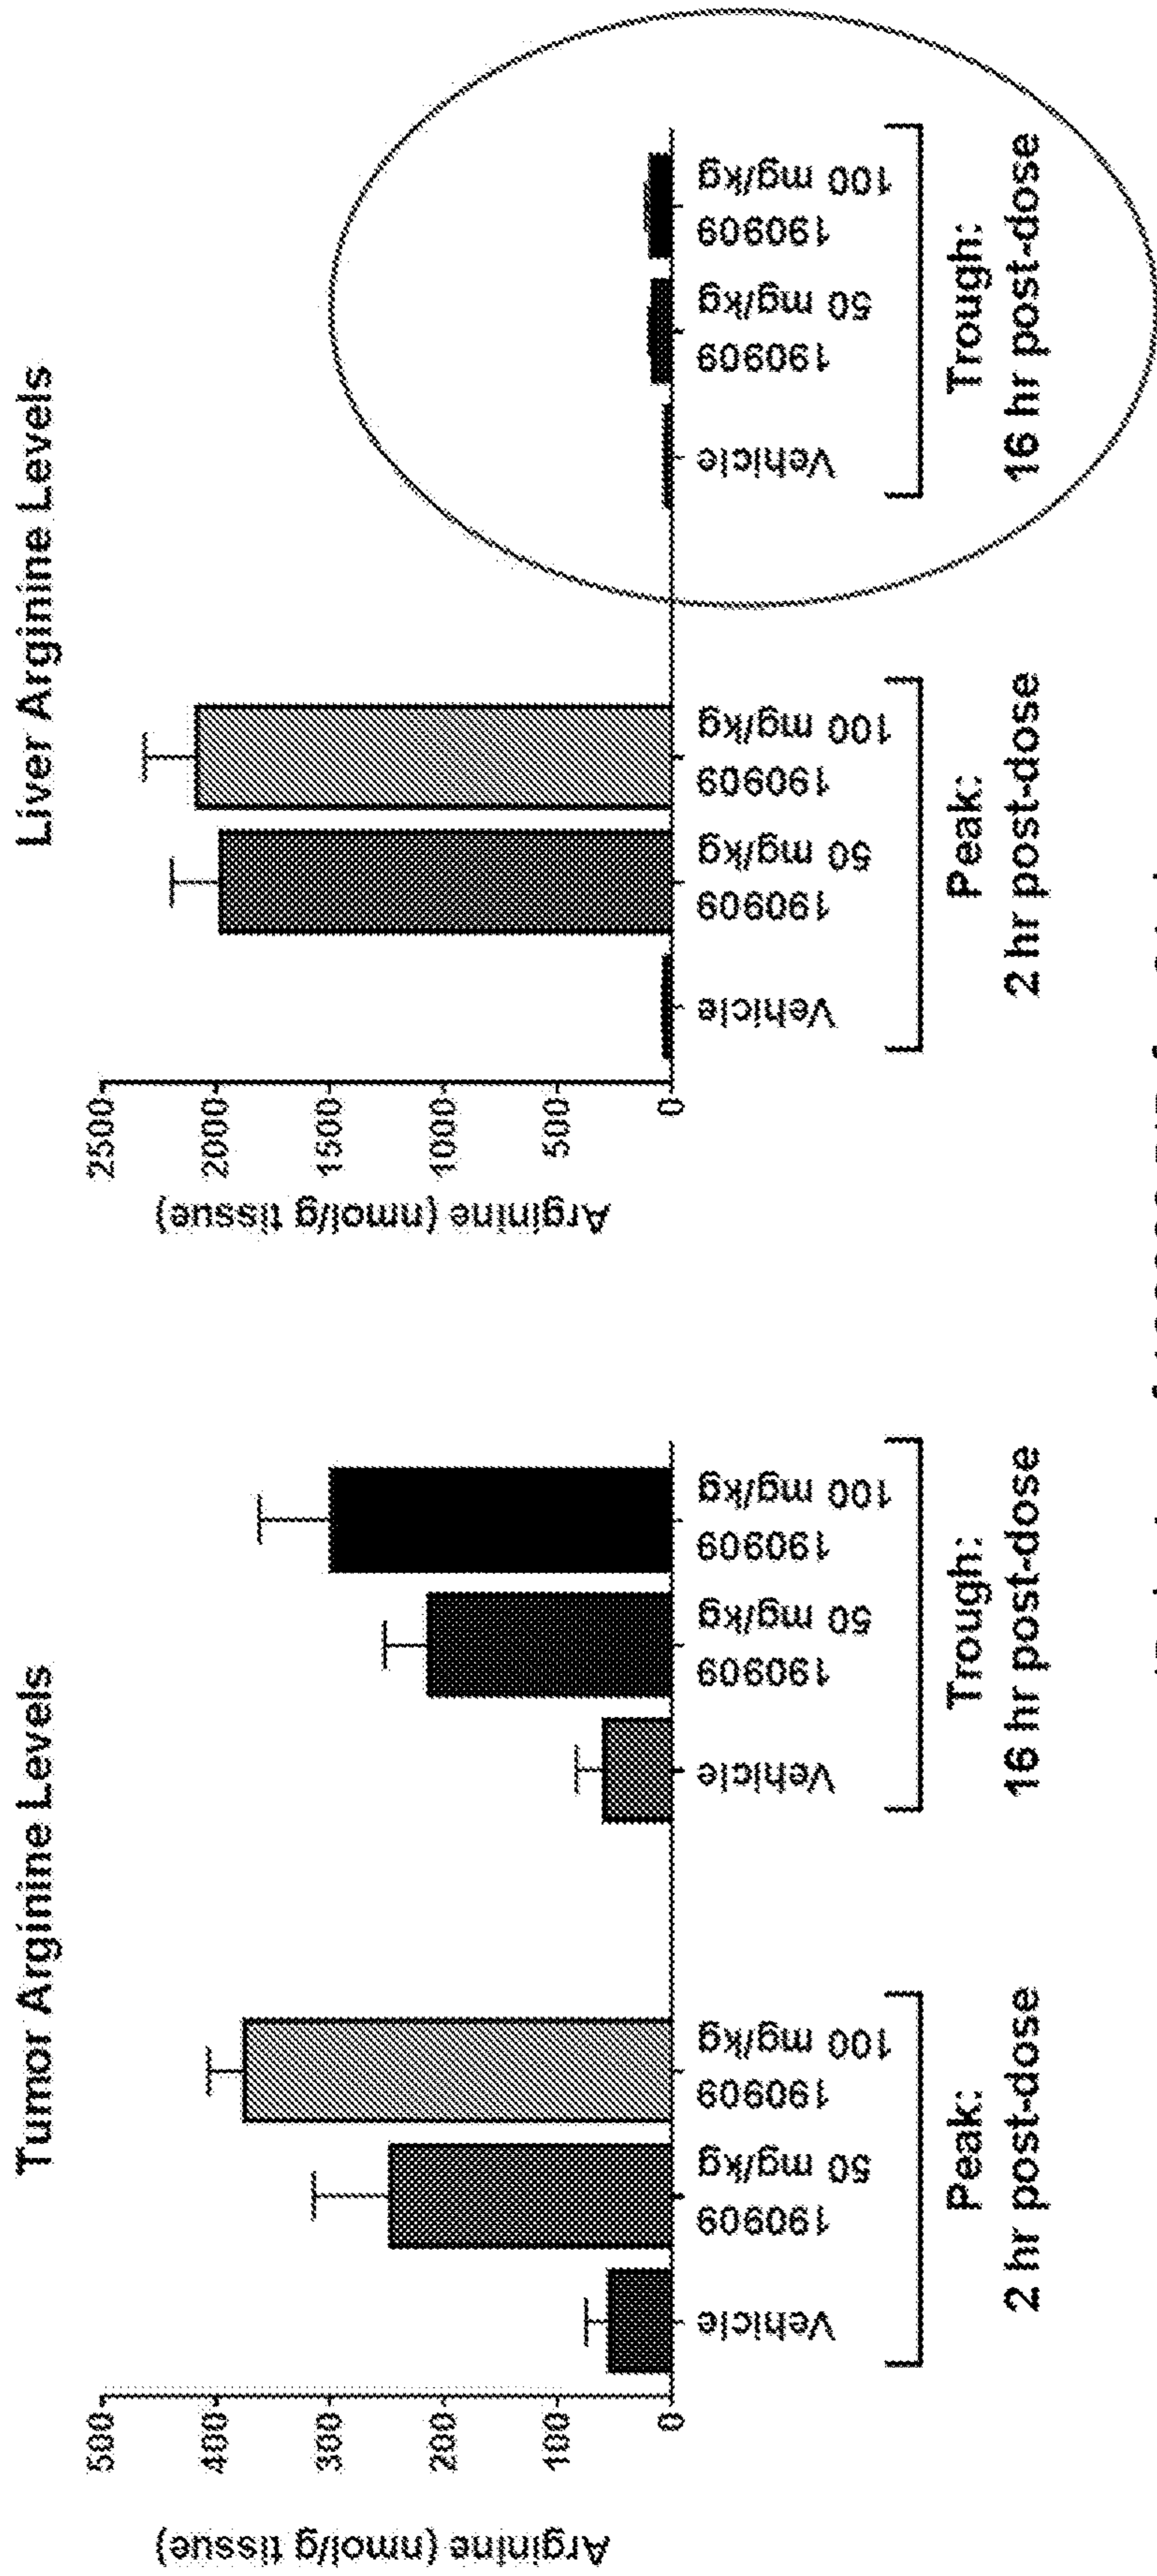 Tumor Arginine Levels
Arginine (nmol/g tissue)
500
400
300
200
100
0
Vehicle
190909
50 mg/kg
190909
100 mg/kg
Vehicle
190909
50 mg/kg
190909
100 mg/kg
Peak:
2 hr post-dose
Trough:
16 hr post-dose
Liver Arginine Levels
Arginine (nmol/g tissue)
2500
2000
1500
1000
500
0
Vehicle
190909
50 mg/kg
190909
100 mg/kg
Vehicle
190909
50 mg/kg
190909
100 mg/kg
Peak:
2 hr post-dose
Trough:
16 hr post-dose